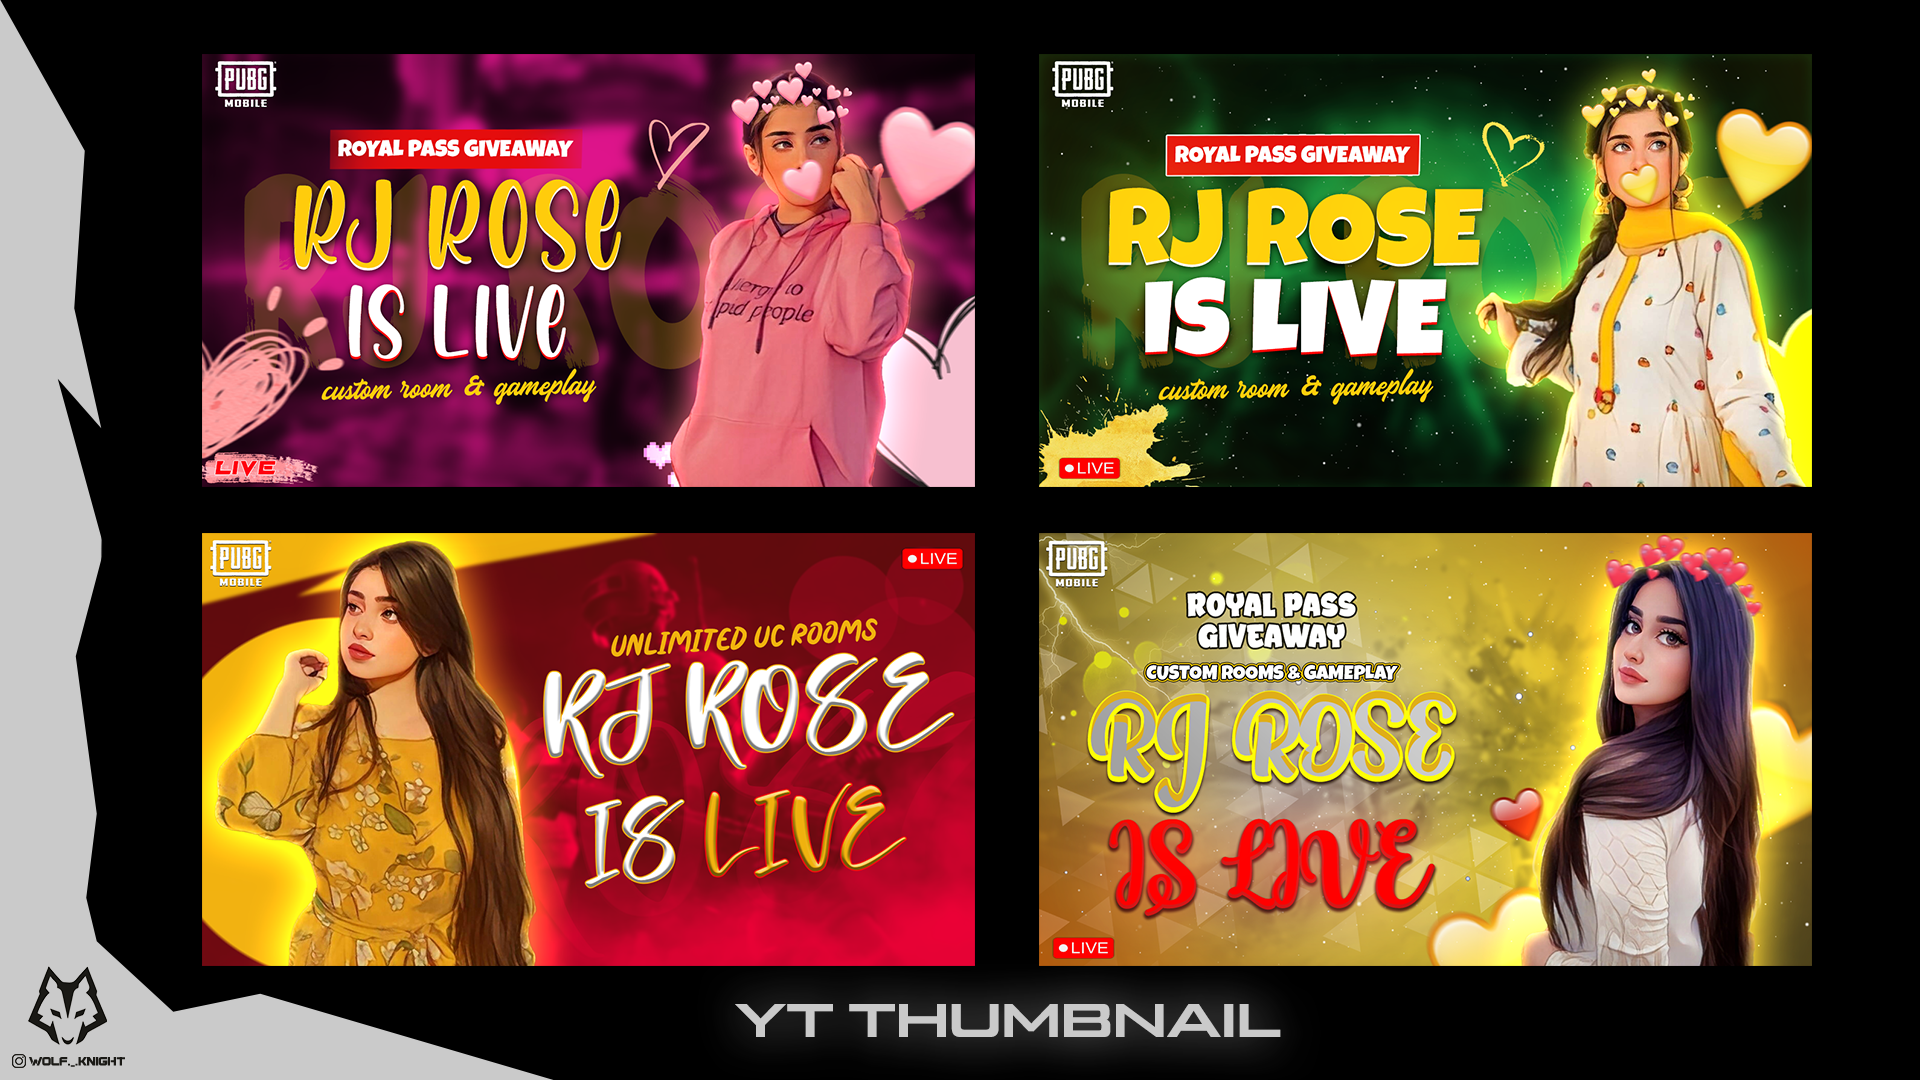 PUBG
MOBILE
ROYAL PASS GIVEAWAY
RJ ROSE
IS LIVE
custom room & gameplay
LIVE
PUBG
MOBILE
ROYAL PASS GIVEAWAY
RJ ROSE
IS LIVE
custom room & gameplay
LIVE
PUBG
MOBILE
LIVE
UNLIMITED UC ROOMS
RJ ROSE
IS LIVE
PUBG
MOBILE
ROYAL PASS
GIVEAWAY
CUSTOM ROOMS & GAMEPLAY
RJ ROSE
IS LIVE
LIVE
YT THUMBNAIL
WOLF._.KNIGHT